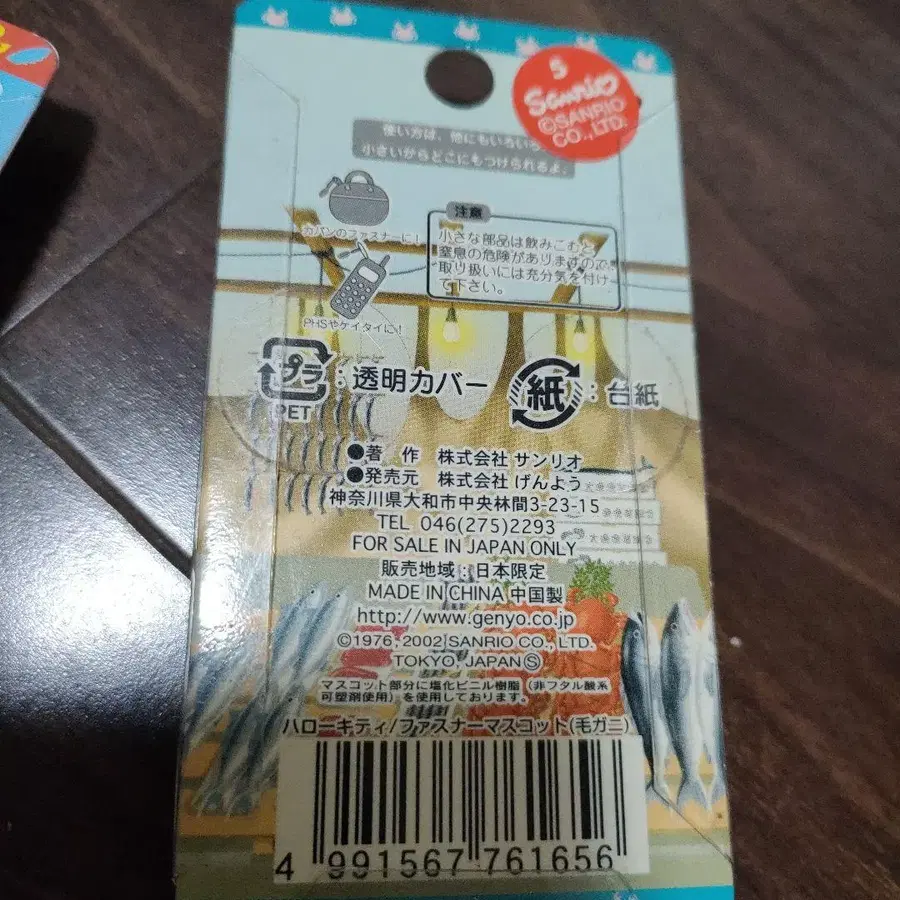 5
Sanrio
©SANRIO
CO.,LTD.
使い方は、他にもいろいろ
小さいからどこにもつけられるよ。
カバンのファスナーに!
PHSやケイタイに!
注意
小さな部品は飲みこむと
窒息の危険がありますので、
取り扱いには充分気を付け
て下さい。
プラ
PET
:透明カバー
紙
:台紙
●著 作 株式会社 サンリオ
●発売元 株式会社 げんよう
神奈川県大和市中央林間3-23-15
TEL 046(275)2293
FOR SALE IN JAPAN ONLY
販売地域:日本限定
MADE IN CHINA 中国製
http://www.genyo.co.jp
©1976, 2002 SANRIO CO., LTD.
TOKYO, JAPAN Ⓢ
マスコット部分に塩化ビニル樹脂(非フタル酸系
可塑剤使用)を使用しております。
ハローキティ/ファスナーマスコット(毛ガニ)
4 991567 761656